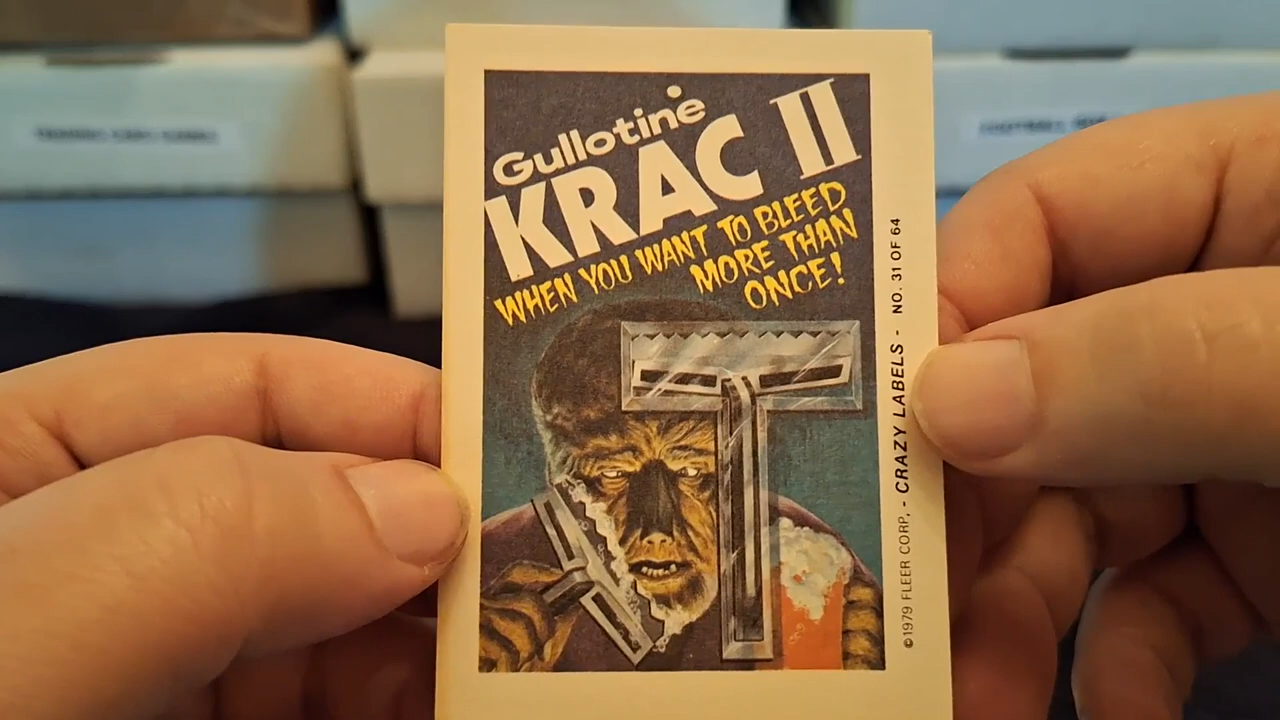 Gullotine
KRAC II
WHEN YOU WANT TO BLEED
MORE THAN
ONCE!
©1979 FLEER CORP, - CRAZY LABELS - NO. 31 OF 64